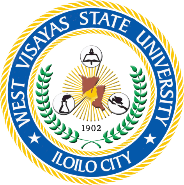 WEST VISAYAS STATE UNIVERSITY
1902
ILOILO CITY